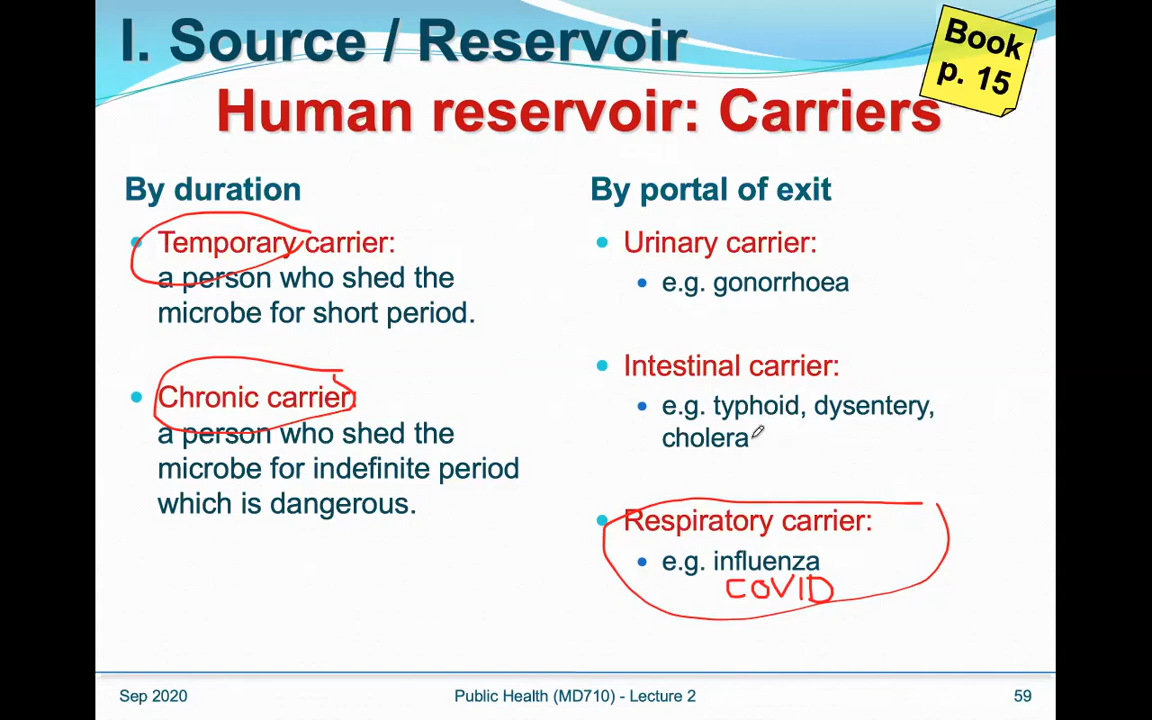 I. Source / Reservoir
Book
p. 15
Human reservoir: Carriers
By duration
Temporary carrier:
a person who shed the
microbe for short period.
Chronic carrier:
a person who shed the
microbe for indefinite period
which is dangerous.
By portal of exit
Urinary carrier:
e.g. gonorrhoea
Intestinal carrier:
e.g. typhoid, dysentery,
cholera
Respiratory carrier:
e.g. influenza
COVID
Sep 2020
Public Health (MD710) - Lecture 2
59